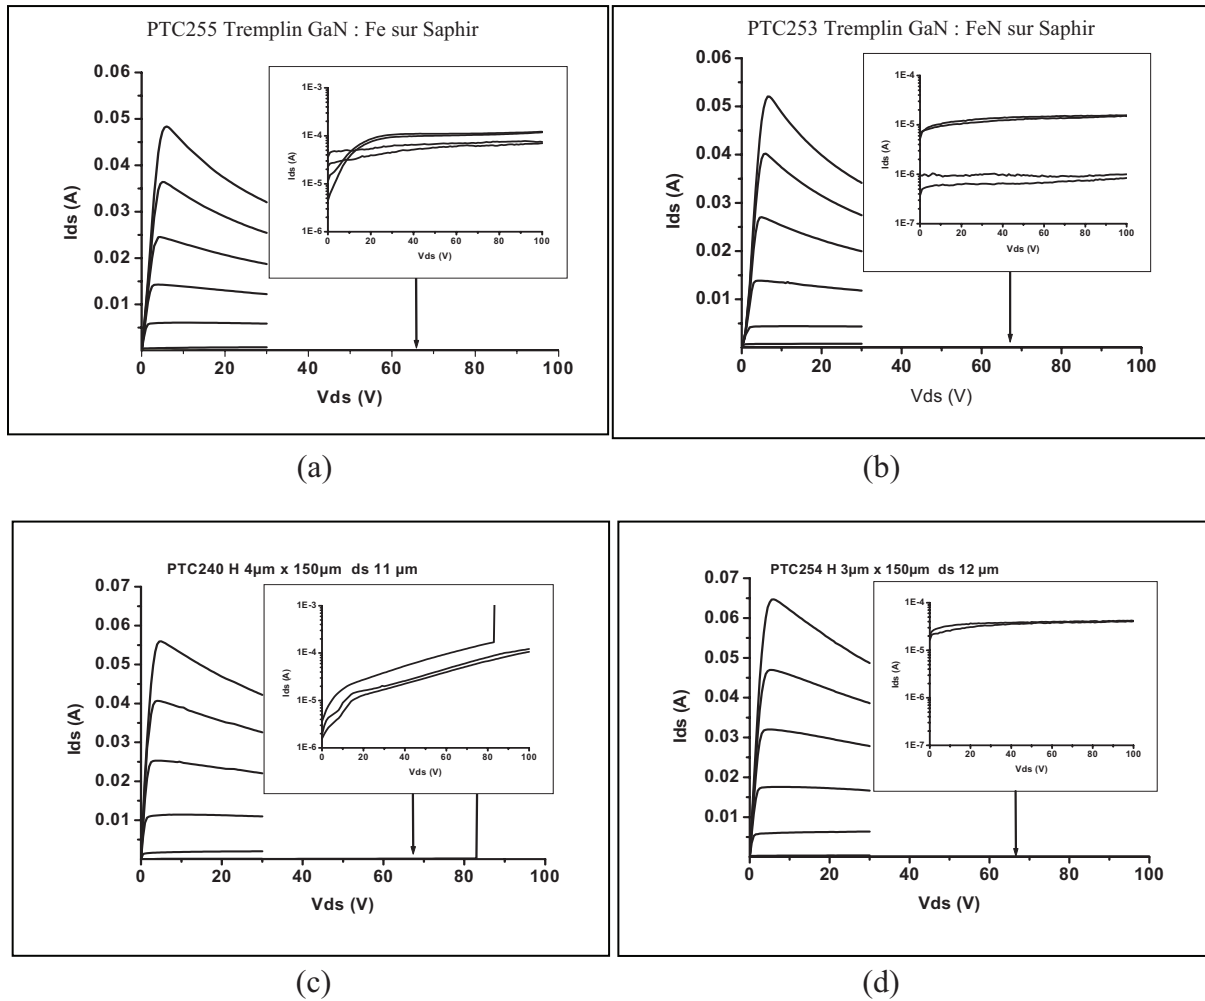 PTC255 Tremplin GaN : Fe sur Saphir
0.06
0.05
0.04
0.03
0.02
0.01
Ids (A)
0 20 40 60 80 100
Vds (V)
1E-3
1E-4
1E-5
1E-6
Ids (A)
0 20 40 60 80 100
Vds (V)
(a)
PTC253 Tremplin GaN : FeN sur Saphir
0.06
0.05
0.04
0.03
0.02
0.01
Ids (A)
0 20 40 60 80 100
Vds (V)
1E-4
1E-5
1E-6
1E-7
Ids (A)
0 20 40 60 80 100
Vds (V)
(b)
PTC240 H 4µm x 150µm ds 11 µm
0.07
0.06
0.05
0.04
0.03
0.02
0.01
Ids (A)
0 20 40 60 80 100
Vds (V)
1E-3
1E-4
1E-5
1E-6
Ids (A)
0 20 40 60 80 100
Vds (V)
(c)
PTC254 H 3µm x 150µm ds 12 µm
0.07
0.06
0.05
0.04
0.03
0.02
0.01
Ids (A)
0 20 40 60 80 100
Vds (V)
1E-4
1E-5
1E-6
1E-7
Ids (A)
0 20 40 60 80 100
Vds (V)
(d)